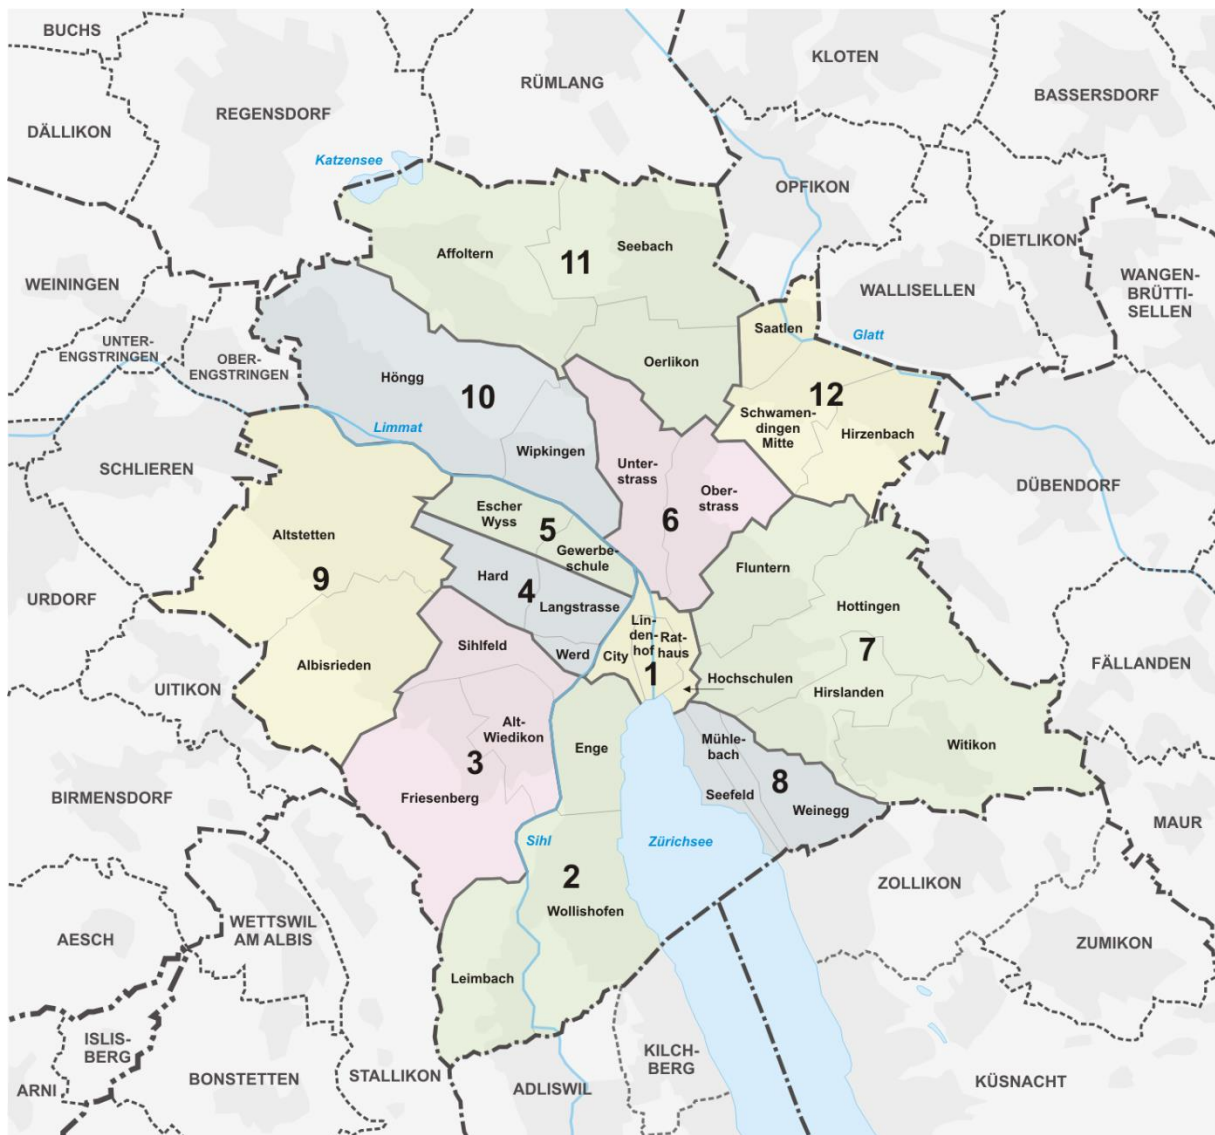 BUCHS
KLOTEN
RÜMLANG
BASSERSDORF
REGENSDORF
DÄLLIKON
Katzensee
OPFIKON
DIETLIKON
Affoltern
Seebach
11
WEININGEN
WALLISELLEN
WANGEN-
BRÜTTI-
SELLEN
UNTER-
ENGSTRINGEN
OBER-
ENGSTRINGEN
Saatlen
Glatt
Oerlikon
Höngg
10
12
Limmat
Schwamen-
dingen
Mitte
Hirzenbach
Wipkingen
SCHLIEREN
Unter-
strass
Ober-
strass
6
DÜBENDORF
Escher
Wyss
5
Gewerbe-
schule
Altstetten
9
Hard
4
Langstrasse
Fluntern
Hottingen
URDORF
Lin-
den-
hof
Rat-
haus
City
1
Sihlfeld
Werd
7
Albisrieden
UITIKON
Hochschulen
Hirslanden
FÄLLANDEN
Alt-
Wiedikon
3
Enge
Mühle-
bach
Witikon
8
Friesenberg
Seefeld
Weinegg
BIRMENSDORF
Sihl
Zürichsee
MAUR
2
Wollishofen
ZOLLIKON
WETTSWIL
AM ALBIS
AESCH
ZUMIKON
Leimbach
ISLIS-
BERG
KILCH-
BERG
ARNI
BONSTETTEN
STALLIKON
ADLISWIL
KÜSNACHT